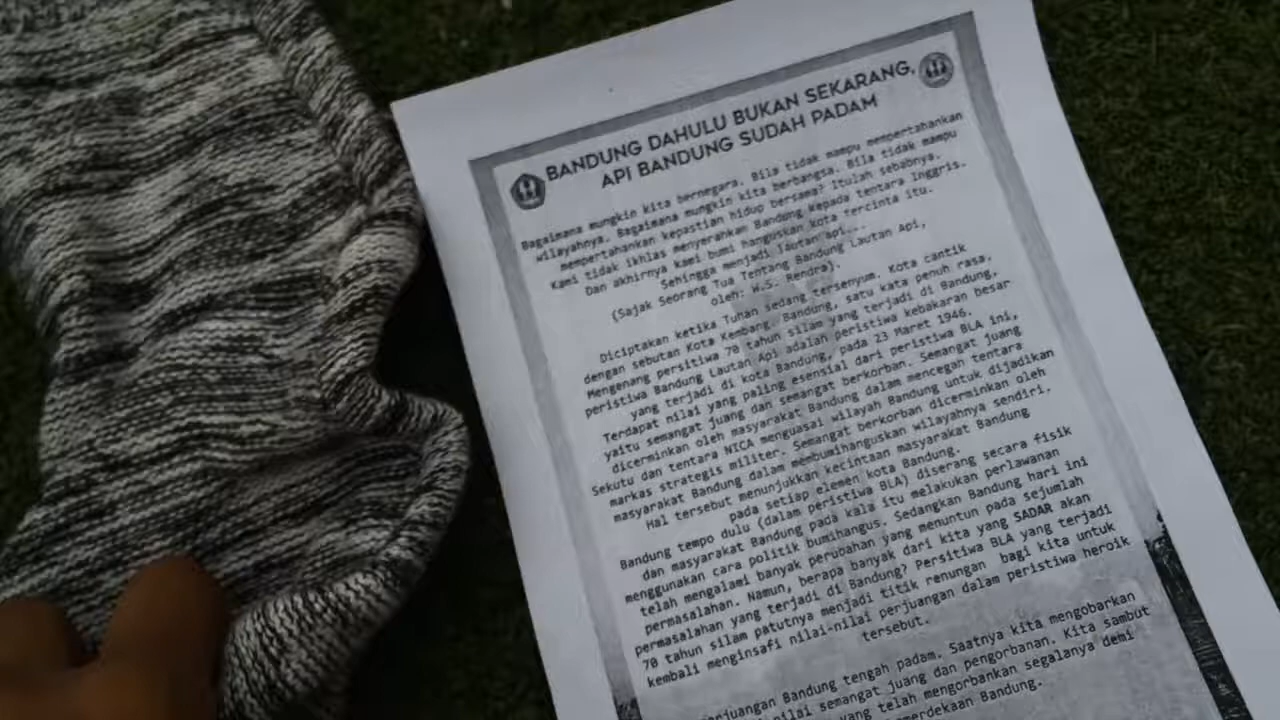 BANDUNG DAHULU BUKAN SEKARANG,
API BANDUNG SUDAH PADAM
Bagaimana mungkin kita bernegara. Bila tidak mampu mempertahankan
wilayahnya. Bagaimana mungkin kita berbangsa. Bila tidak mampu
mempertahankan kepastian hidup bersama? Itulah sebabnya.
Kami tidak ikhlas menyerahkan Bandung kepada tentara Inggris.
Dan akhirnya kami bumi hanguskan kota tercinta itu.
Sehingga menjadi lautan api...
(Sajak Seorang Tua Tentang Bandung Lautan Api,
oleh: W.S. Rendra).
Diciptakan ketika Tuhan sedang tersenyum. Kota cantik
dengan sebutan Kota Kembang. Bandung, satu kata penuh rasa.
Mengenang persitiwa 70 tahun silam yang terjadi di Bandung,
peristiwa Bandung Lautan Api adalah peristiwa kebakaran besar
yang terjadi di kota Bandung, pada 23 Maret 1946.
Terdapat nilai yang paling esensial dari peristiwa BLA ini,
yaitu semangat juang dan semangat berkorban. Semangat juang
dicerminkan oleh masyarakat Bandung dalam mencegah tentara
Sekutu dan tentara NICA menguasai wilayah Bandung untuk dijadikan
markas strategis militer. Semangat berkorban dicerminkan oleh
masyarakat Bandung dalam membumihanguskan wilayahnya sendiri.
Hal tersebut menunjukkan kecintaan masyarakat Bandung
pada setiap elemen kota Bandung.
Bandung tempo dulu (dalam peristiwa BLA) diserang secara fisik
dan masyarakat Bandung pada kala itu melakukan perlawanan
menggunakan cara politik bumihangus. Sedangkan Bandung hari ini
telah mengalami banyak perubahan yang menuntun pada sejumlah
permasalahan. Namun, berapa banyak dari kita yang SADAR akan
permasalahan yang terjadi di Bandung? Persitiwa BLA yang terjadi
70 tahun silam patutnya menjadi titik renungan bagi kita untuk
kembali menginsafi nilai-nilai perjuangan dalam peristiwa heroik
tersebut.
Bandung tengah padam. Saatnya kita mengobarkan
nilai semangat juang dan pengorbanan. Kita sambut
yang telah mengorbankan segalanya demi
Bandung.